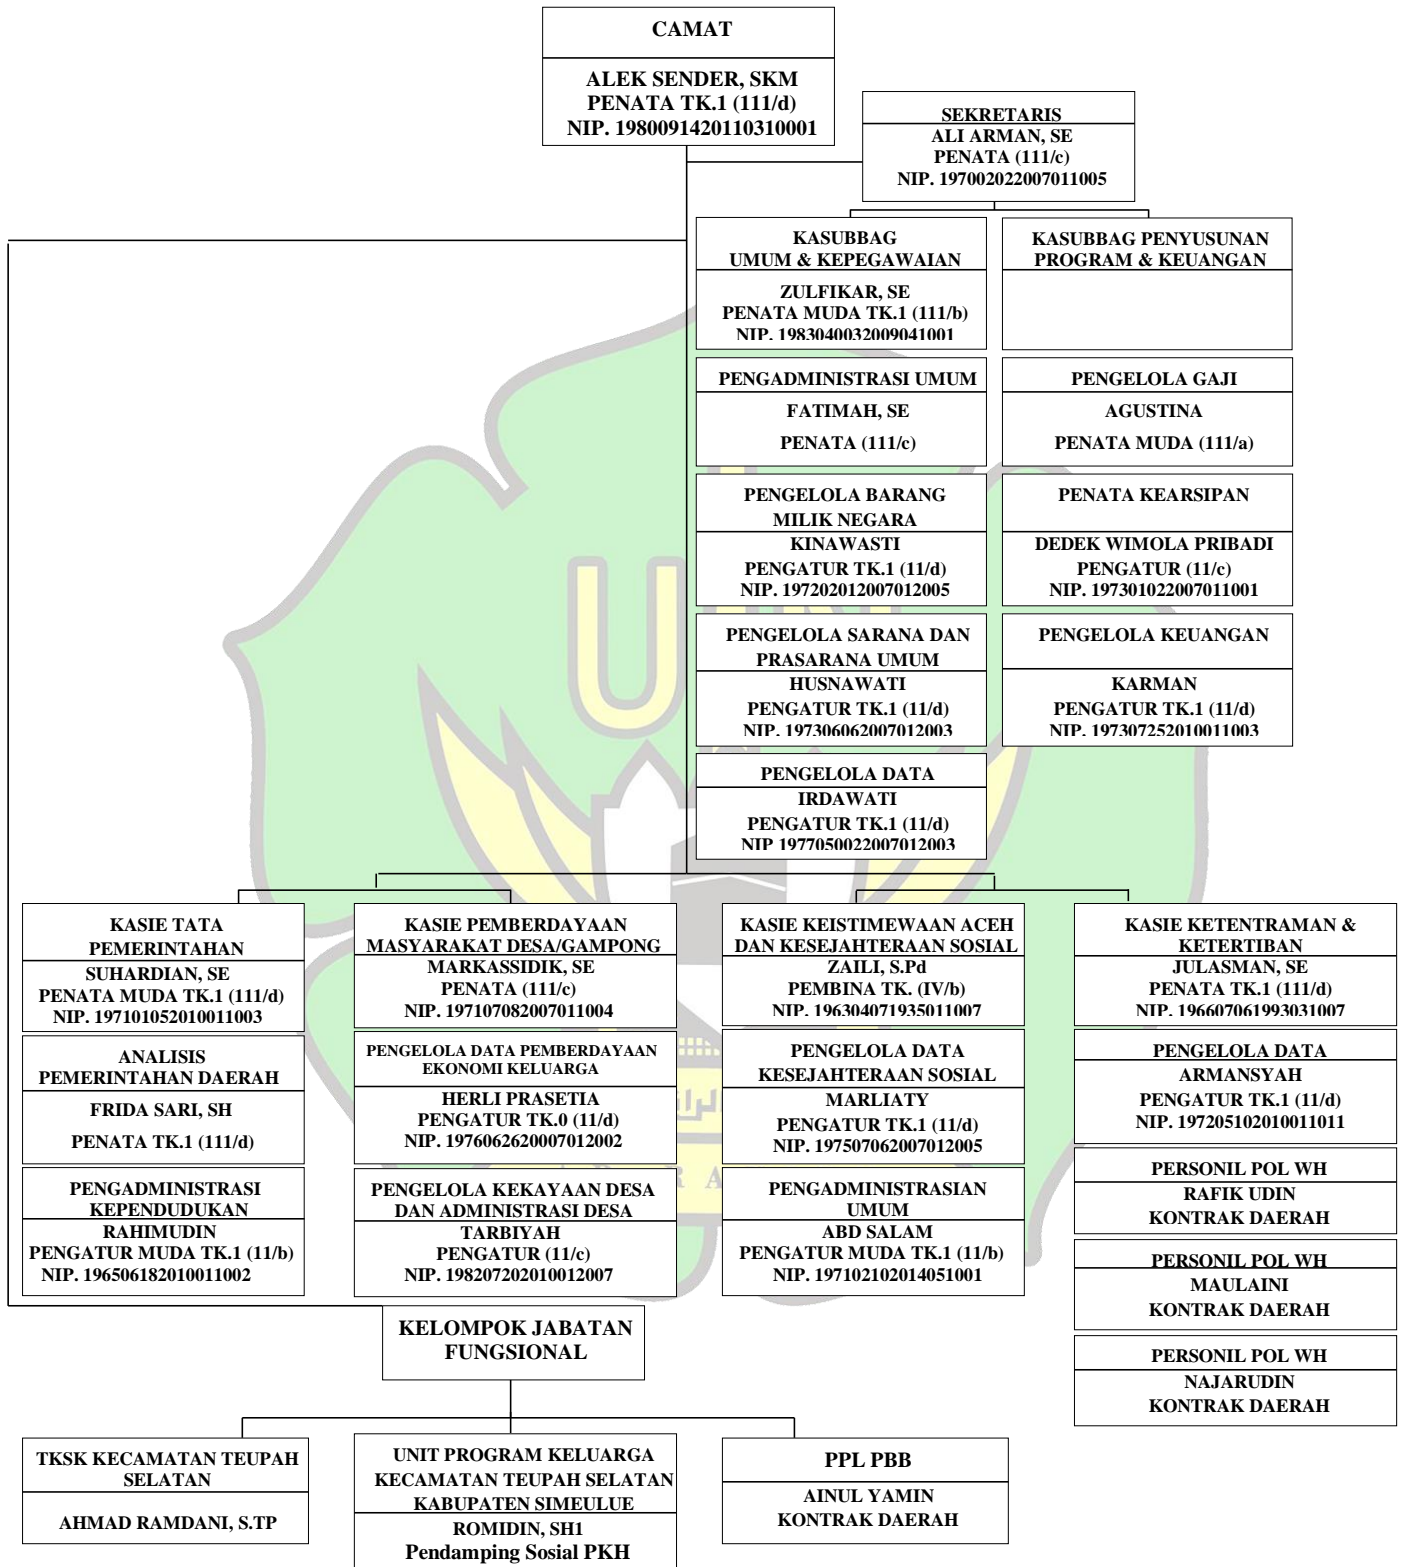 CAMAT
ALEK SENDER, SKM
PENATA TK.1 (111/d)
NIP. 1980091420110310001
SEKRETARIS
ALI ARMAN, SE
PENATA (111/c)
NIP. 197002022007011005
KASUBBAG
UMUM & KEPEGAWAIAN
ZULFIKAR, SE
PENATA MUDA TK.1 (111/b)
NIP. 1983040032009041001
KASUBBAG PENYUSUNAN
PROGRAM & KEUANGAN
PENGADMINISTRASI UMUM
FATIMAH, SE
PENATA (111/c)
PENGELOLA GAJI
AGUSTINA
PENATA MUDA (111/a)
PENGELOLA BARANG
MILIK NEGARA
KINAWASTI
PENGATUR TK.1 (11/d)
NIP. 197202012007012005
PENATA KEARSIPAN
DEDEK WIMOLA PRIBADI
PENGATUR (11/c)
NIP. 197301022007011001
PENGELOLA SARANA DAN
PRASARANA UMUM
HUSNAWATI
PENGATUR TK.1 (11/d)
NIP. 197306062007012003
PENGELOLA KEUANGAN
KARMAN
PENGATUR TK.1 (11/d)
NIP. 197307252010011003
PENGELOLA DATA
IRDAWATI
PENGATUR TK.1 (11/d)
NIP 1977050022007012003
KASIE TATA
PEMERINTAHAN
SUHARDIAN, SE
PENATA MUDA TK.1 (111/d)
NIP. 197101052010011003
KASIE PEMBERDAYAAN
MASYARAKAT DESA/GAMPONG
MARKASSIDIK, SE
PENATA (111/c)
NIP. 197107082007011004
KASIE KEISTIMEWAAN ACEH
DAN KESEJAHTERAAN SOSIAL
ZAILI, S.Pd
PEMBINA TK. (IV/b)
NIP. 196304071935011007
KASIE KETENTRAMAN &
KETERTIBAN
JULASMAN, SE
PENATA TK.1 (111/d)
NIP. 196607061993031007
ANALISIS
PEMERINTAHAN DAERAH
FRIDA SARI, SH
PENATA TK.1 (111/d)
PENGELOLA DATA PEMBERDAYAAN
EKONOMI KELUARGA
HERLI PRASETIA
PENGATUR TK.0 (11/d)
NIP. 1976062620007012002
PENGELOLA DATA
KESEJAHTERAAN SOSIAL
MARLIATY
PENGATUR TK.1 (11/d)
NIP. 197507062007012005
PENGELOLA DATA
ARMANSYAH
PENGATUR TK.1 (11/d)
NIP. 197205102010011011
PENGADMINISTRASI
KEPENDUDUKAN
RAHIMUDIN
PENGATUR MUDA TK.1 (11/b)
NIP. 196506182010011002
PENGELOLA KEKAYAAN DESA
DAN ADMINISTRASI DESA
TARBIYAH
PENGATUR (11/c)
NIP. 198207202010012007
PENGADMINISTRASIAN
UMUM
ABD SALAM
PENGATUR MUDA TK.1 (11/b)
NIP. 197102102014051001
PERSONIL POL WH
RAFIK UDIN
KONTRAK DAERAH
PERSONIL POL WH
MAULAINI
KONTRAK DAERAH
PERSONIL POL WH
NAJARUDIN
KONTRAK DAERAH
KELOMPOK JABATAN
FUNGSIONAL
TKSK KECAMATAN TEUPAH
SELATAN
AHMAD RAMDANI, S.TP
UNIT PROGRAM KELUARGA
KECAMATAN TEUPAH SELATAN
KABUPATEN SIMEULUE
ROMIDIN, SH1
Pendamping Sosial PKH
PPL PBB
AINUL YAMIN
KONTRAK DAERAH